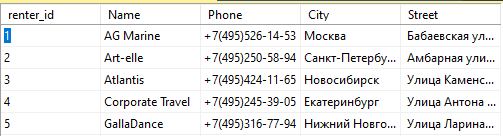 renter_id Name Phone City Street
1 AG Marine +7(495)526-14-53 Москва Бабаевская ул...
2 Art-elle +7(495)250-58-94 Санкт-Петербу... Амбарная ули...
3 Atlantis +7(495)424-11-65 Новосибирск Улица Каменс...
4 Corporate Travel +7(495)245-39-05 Екатеринбург Улица Антона ...
5 GallaDance +7(495)316-77-94 Нижний Новго... Улица Ларина...